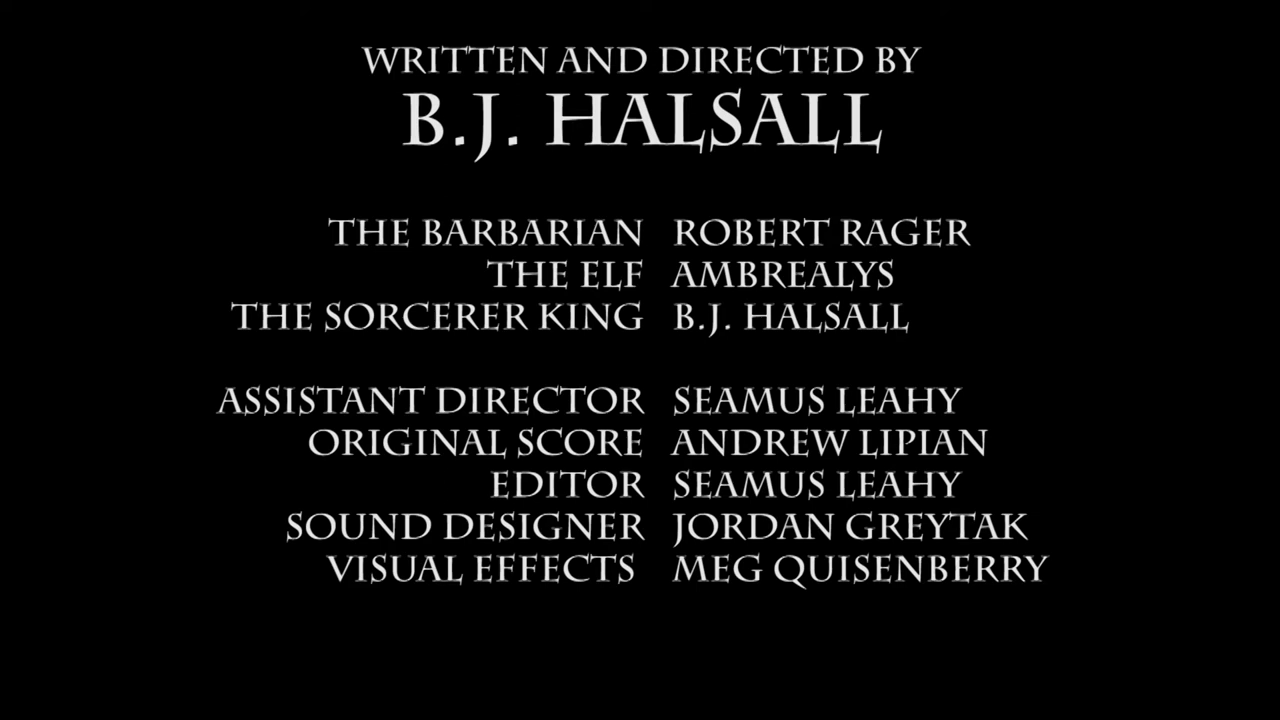 WRITTEN AND DIRECTED BY
B.J. HALSALL
THE BARBARIAN ROBERT RAGER
THE ELF AMBREALYS
THE SORCERER KING B.J. HALSALL
ASSISTANT DIRECTOR SEAMUS LEAHY
ORIGINAL SCORE ANDREW LIPIAN
EDITOR SEAMUS LEAHY
SOUND DESIGNER JORDAN GREYTAK
VISUAL EFFECTS MEG QUISENBERRY